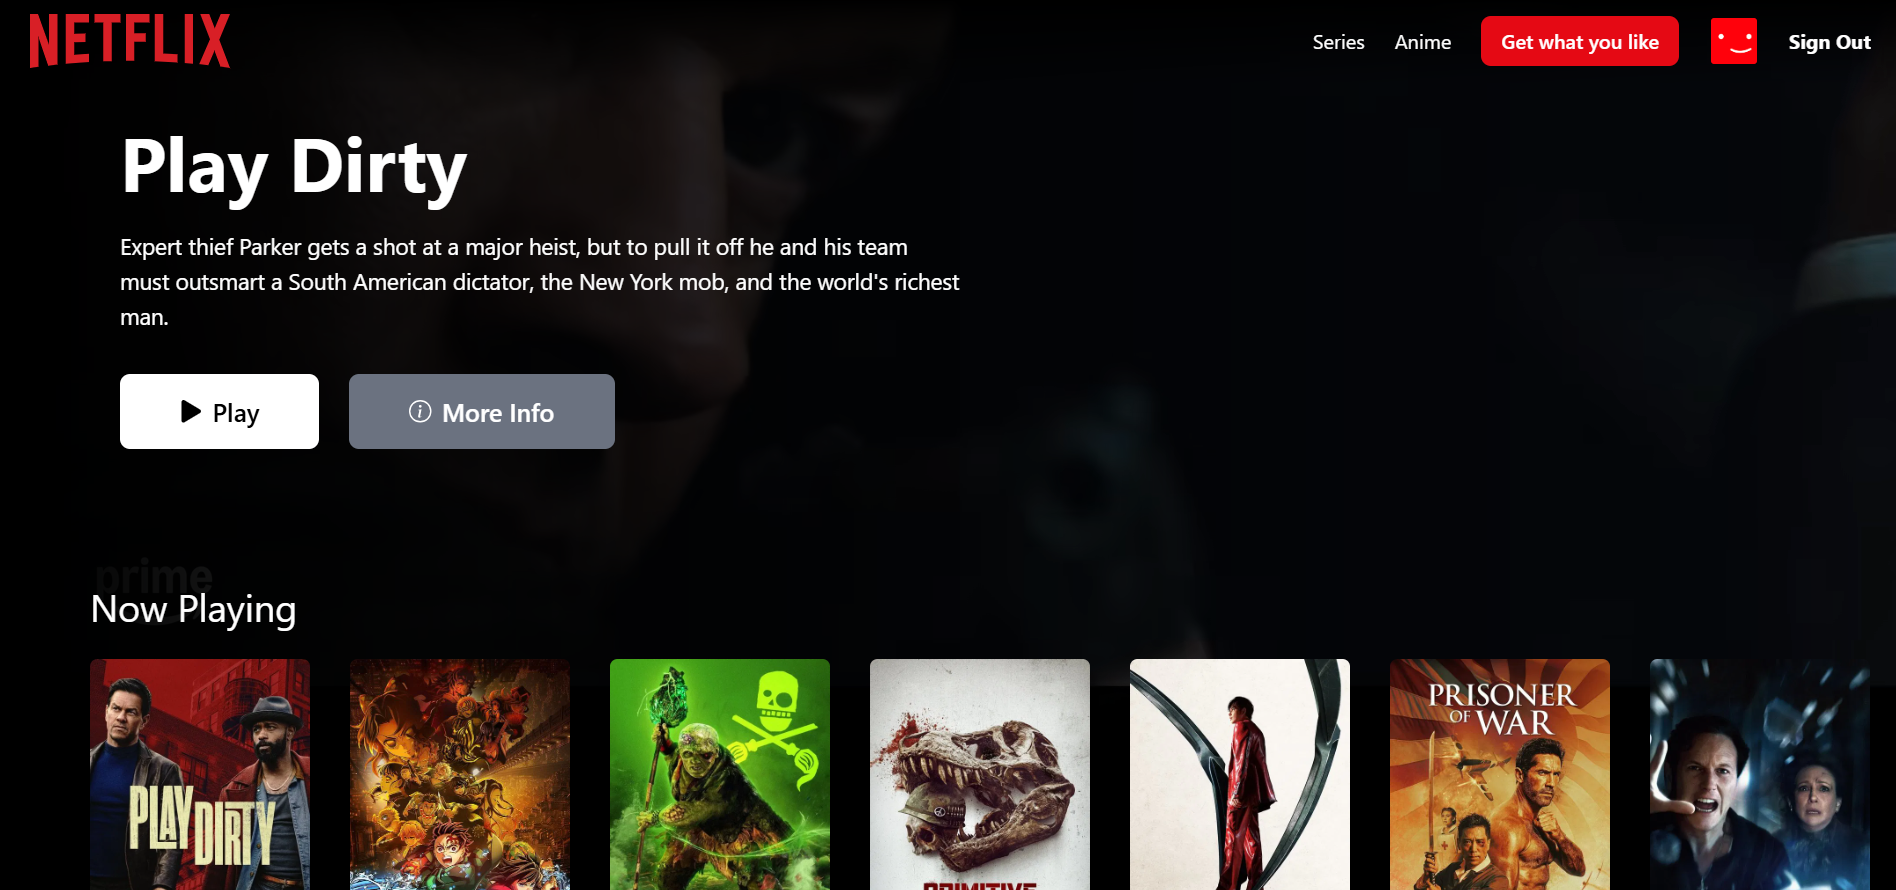 NETFLIX
Series
Anime
Get what you like
Sign Out
Play Dirty
Expert thief Parker gets a shot at a major heist, but to pull it off he and his team
must outsmart a South American dictator, the New York mob, and the world's richest
man.
Play
More Info
prime
Now Playing
PLAY DIRTY
PRIMITIVE
PRISONER
OF WAR